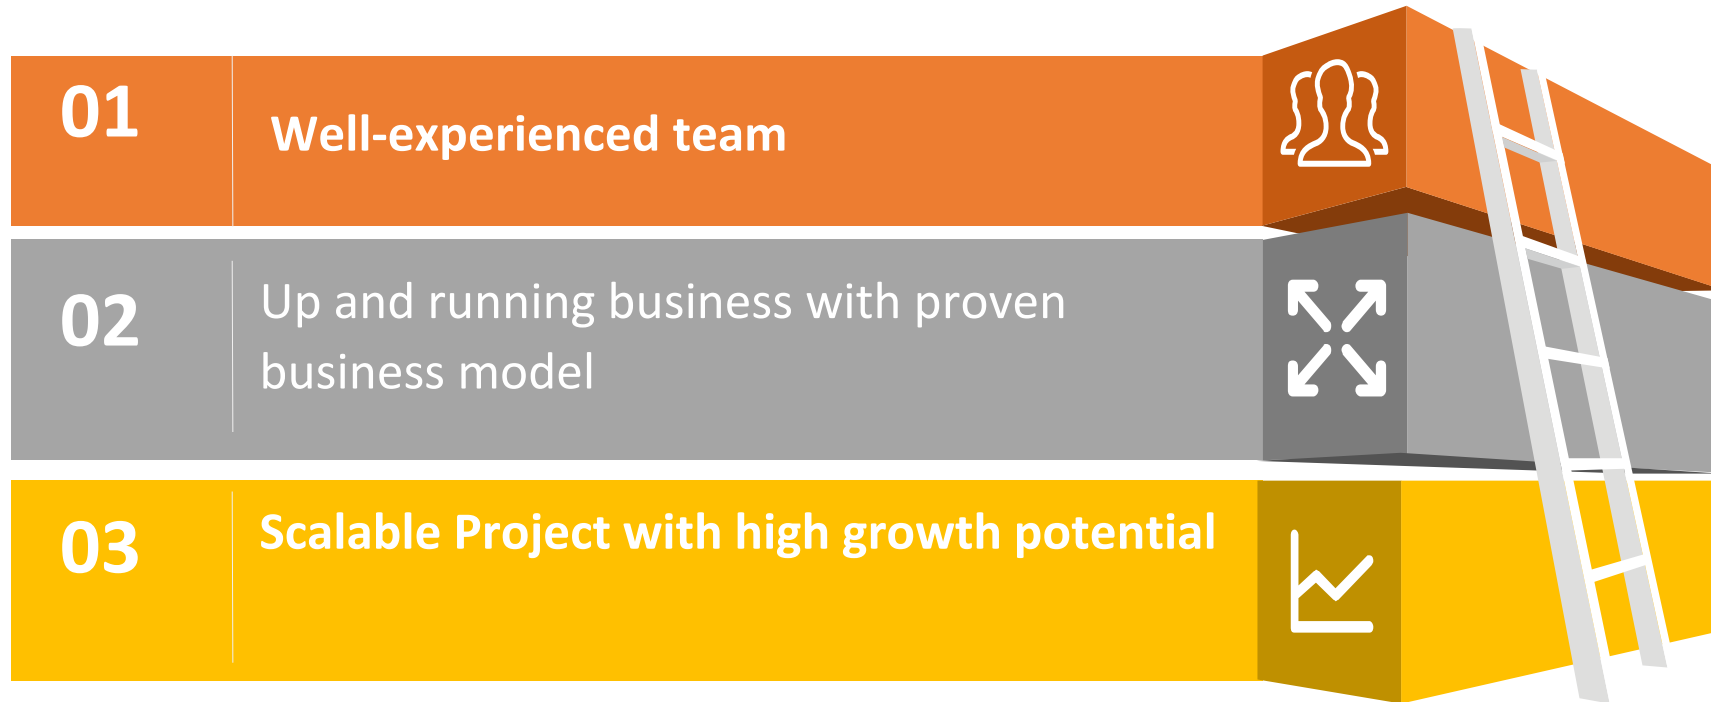 01
Well-experienced team
02
Up and running business with proven
business model
03
Scalable Project with high growth potential